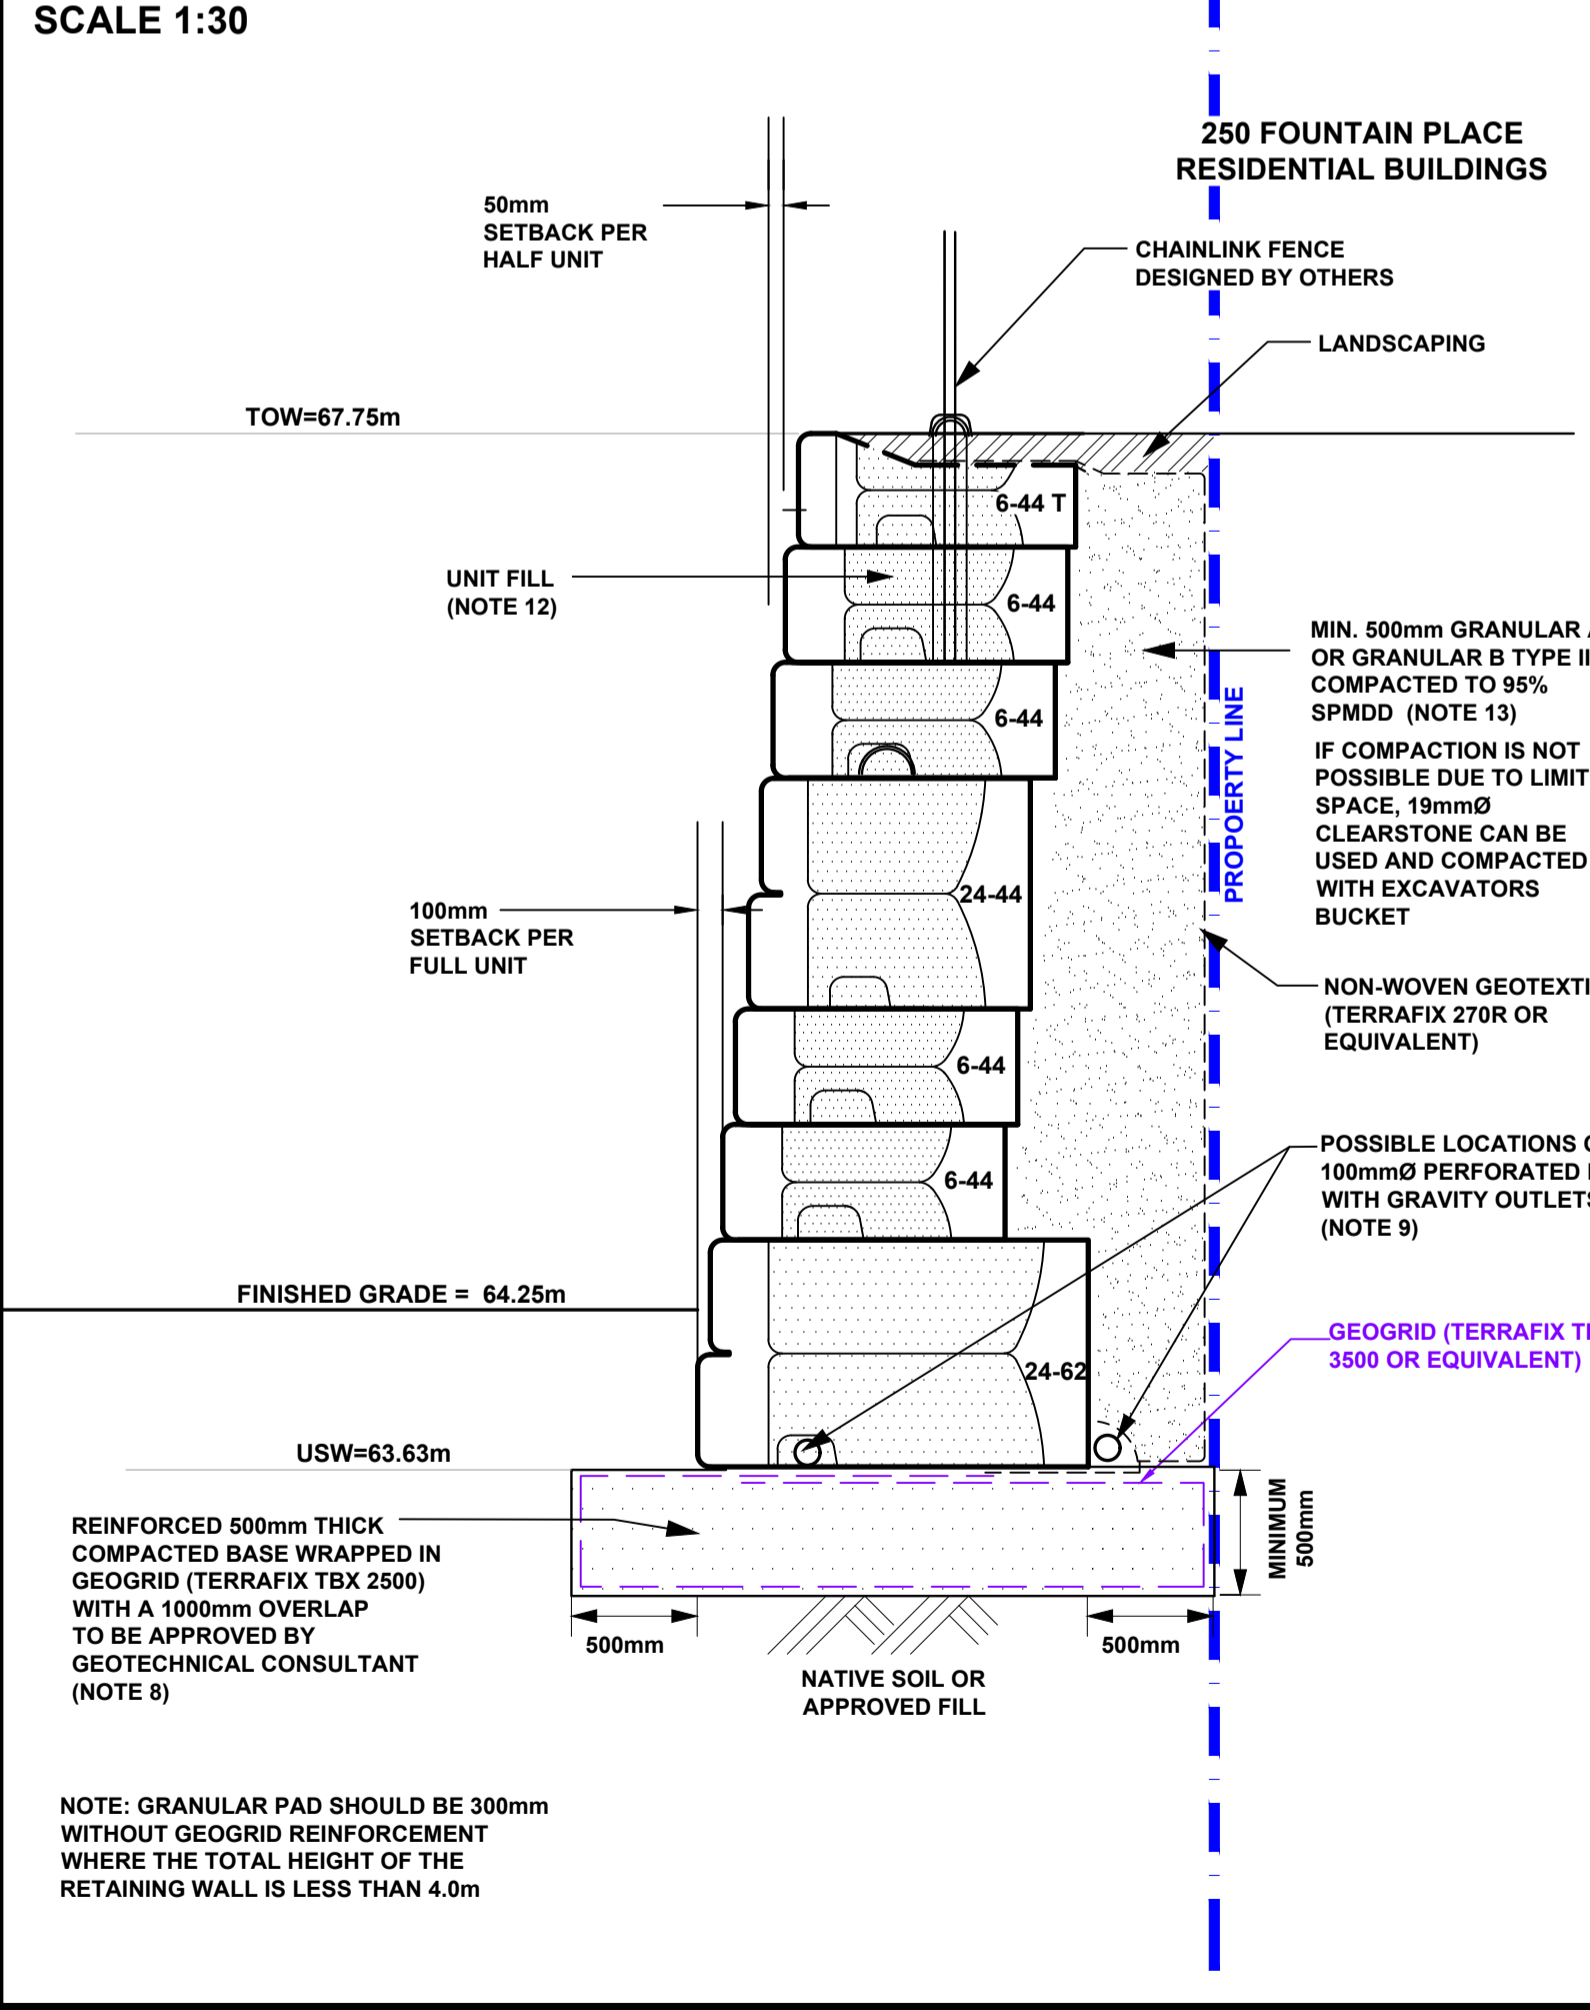 SCALE 1:30
250 FOUNTAIN PLACE
RESIDENTIAL BUILDINGS
50mm
SETBACK PER
HALF UNIT
CHAINLINK FENCE
DESIGNED BY OTHERS
LANDSCAPING
TOW=67.75m
6-44 T
UNIT FILL
(NOTE 12)
6-44
MIN. 500mm GRANULAR A
OR GRANULAR B TYPE II
COMPACTED TO 95%
SPMDD (NOTE 13)
6-44
PROPOERTY LINE
IF COMPACTION IS NOT
POSSIBLE DUE TO LIMIT
SPACE, 19mmØ
CLEARSTONE CAN BE
USED AND COMPACTED
WITH EXCAVATORS
BUCKET
24-44
100mm
SETBACK PER
FULL UNIT
NON-WOVEN GEOTEXTI
(TERRAFIX 270R OR
EQUIVALENT)
6-44
POSSIBLE LOCATIONS
100mmØ PERFORATED
WITH GRAVITY OUTLETS
(NOTE 9)
6-44
FINISHED GRADE = 64.25m
GEOGRID (TERRAFIX
3500 OR EQUIVALENT)
24-62
USW=63.63m
MINIMUM
500mm
REINFORCED 500mm THICK
COMPACTED BASE WRAPPED IN
GEOGRID (TERRAFIX TBX 2500)
WITH A 1000mm OVERLAP
TO BE APPROVED BY
GEOTECHNICAL CONSULTANT
(NOTE 8)
500mm
500mm
NATIVE SOIL OR
APPROVED FILL
NOTE: GRANULAR PAD SHOULD BE 300mm
WITHOUT GEOGRID REINFORCEMENT
WHERE THE TOTAL HEIGHT OF THE
RETAINING WALL IS LESS THAN 4.0m